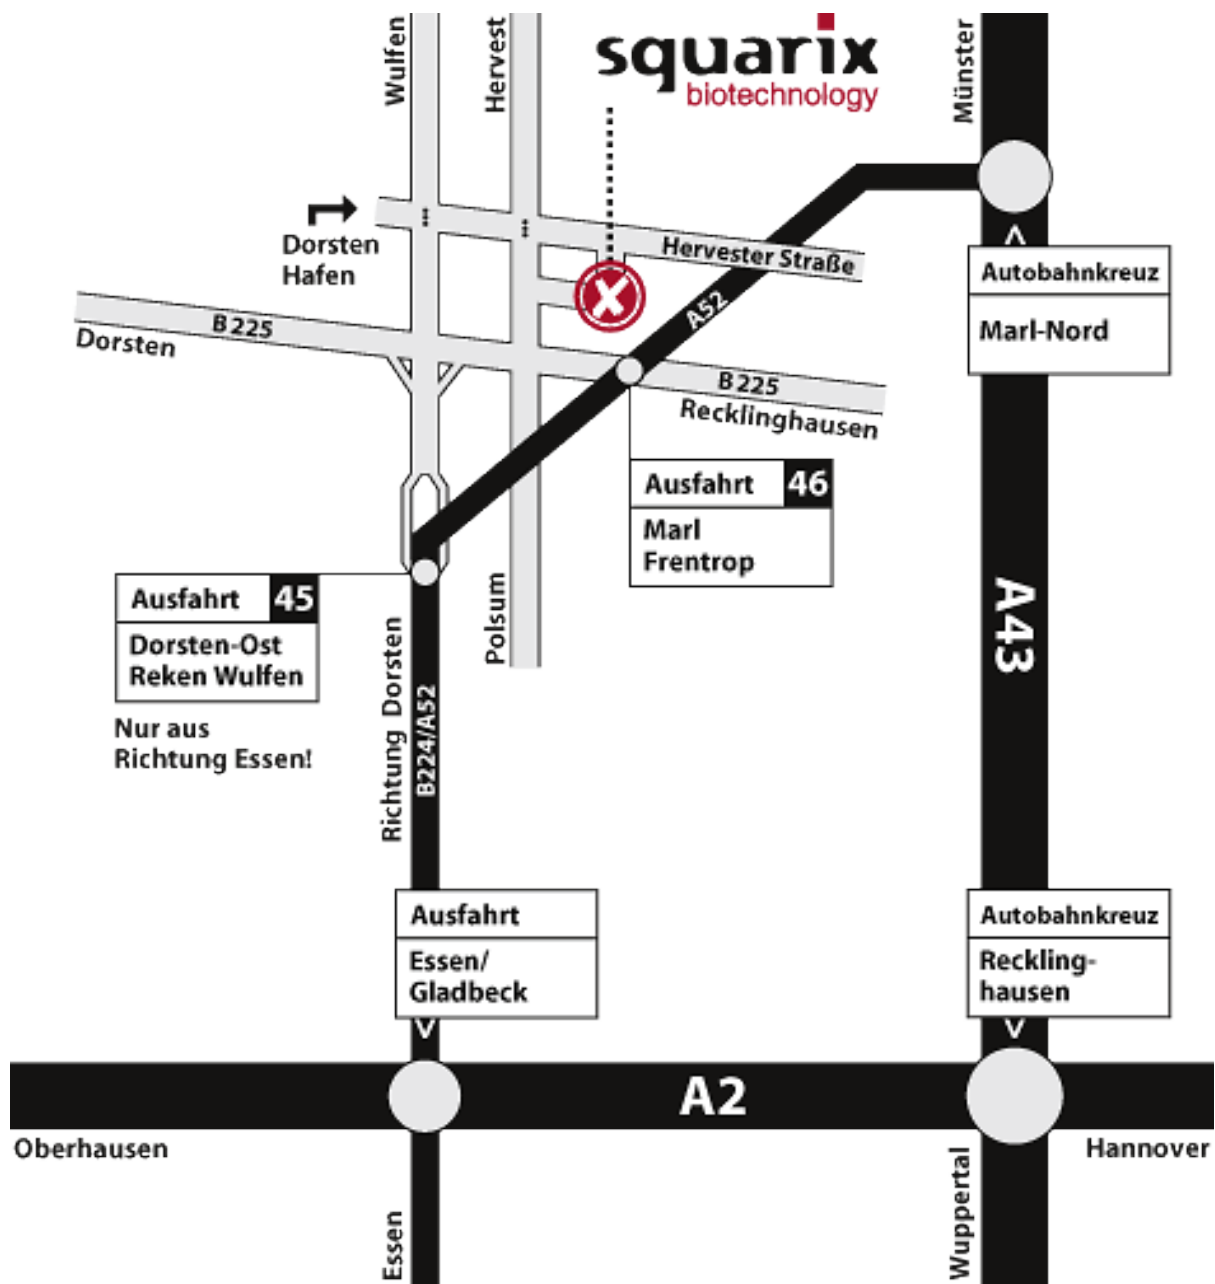 Wulfen
Hervest
squarix
biotechnology
Münster
Dorsten
Hafen
Hervester Straße
Autobahnkreuz
Marl-Nord
B 225
Dorsten
A52
B 225
Recklinghausen
Ausfahrt 46
Marl
Frentrop
Ausfahrt 45
Dorsten-Ost
Reken Wulfen
Nur aus
Richtung Essen!
Polsum
Richtung Dorsten
B224/A52
A43
Ausfahrt
Essen/
Gladbeck
Autobahnkreuz
Reckling-
hausen
A2
Oberhausen
Hannover
Essen
Wuppertal